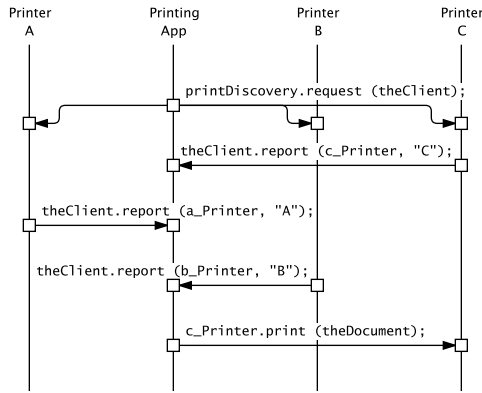 Printer
A
Printing
App
Printer
B
Printer
C
printDiscovery.request (theClient);
theClient.report (c_Printer, "C");
theClient.report (a_Printer, "A");
theClient.report (b_Printer, "B");
c_Printer.print (theDocument);